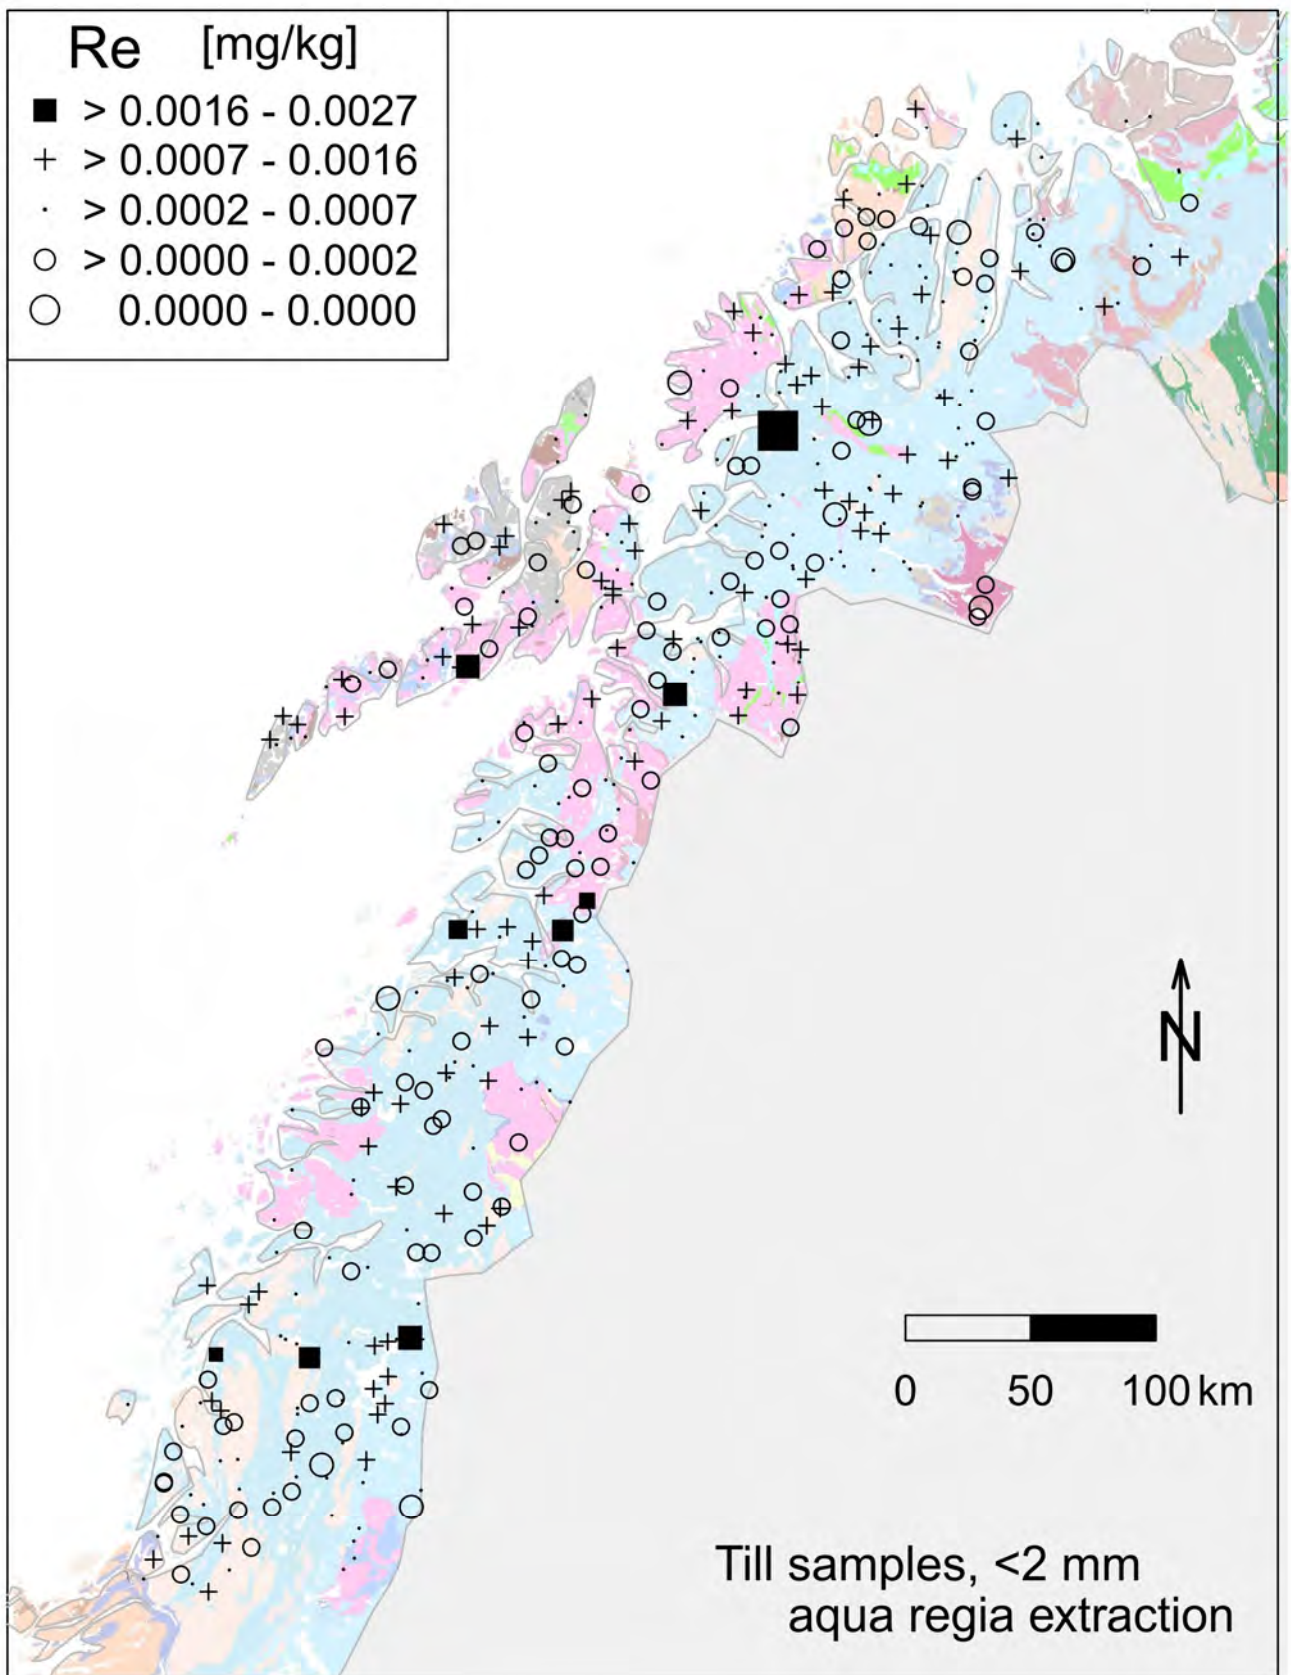 Re [mg/kg]
> 0.0016 - 0.0027
> 0.0007 - 0.0016
> 0.0002 - 0.0007
> 0.0000 - 0.0002
0.0000 - 0.0000
N
0 50 100 km
Till samples, <2 mm
aqua regia extraction